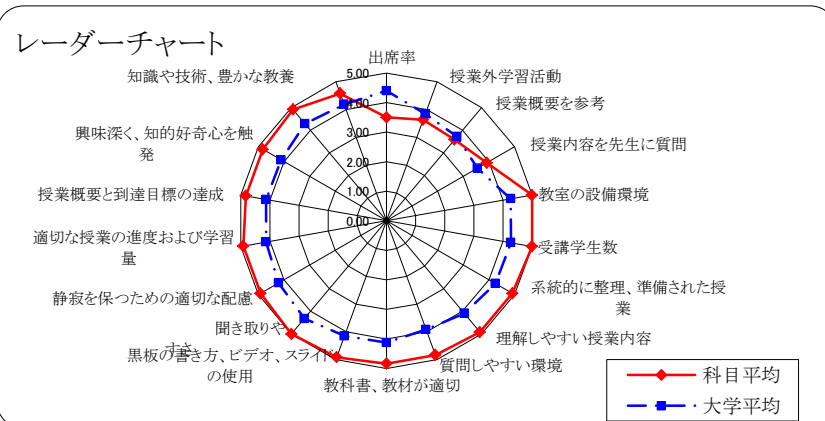 レーダーチャート
出席率
授業外学習活動
授業概要を参考
授業内容を先生に質問
教室の設備環境
受講学生数
系統的に整理、準備された授
業
理解しやすい授業内容
質問しやすい環境
教科書、教材が適切
黒板の書き方、ビデオ、スライド
の使用
聞き取りや
すさ
静寂を保つための適切な配慮
適切な授業の進度および学習
量
授業概要と到達目標の達成
興味深く、知的好奇心を触
発
知識や技術、豊かな教養
5.00
4.00
3.00
2.00
1.00
0.00
科目平均
大学平均